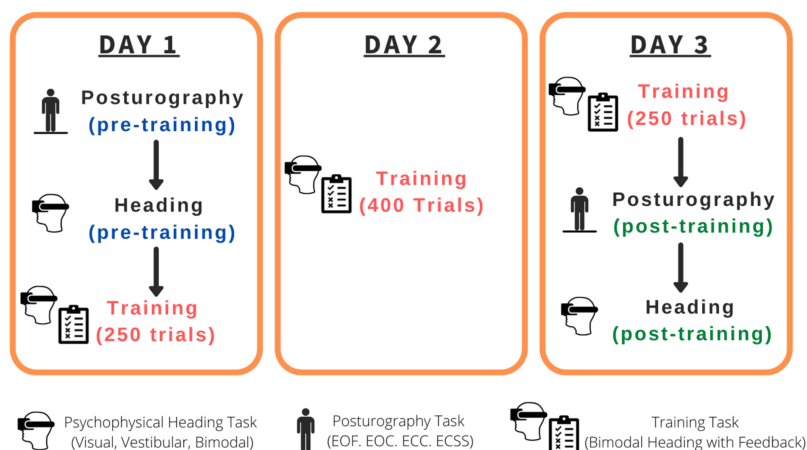 DAY 1
Posturography
(pre-training)
Heading
(pre-training)
Training
(250 trials)
DAY 2
Training
(400 Trials)
DAY 3
Training
(250 trials)
Posturography
(post-training)
Heading
(post-training)
Psychophysical Heading Task
(Visual, Vestibular, Bimodal)
Posturography Task
(EOF. EOC. ECC. ECSS)
Training Task
(Bimodal Heading with Feedback)